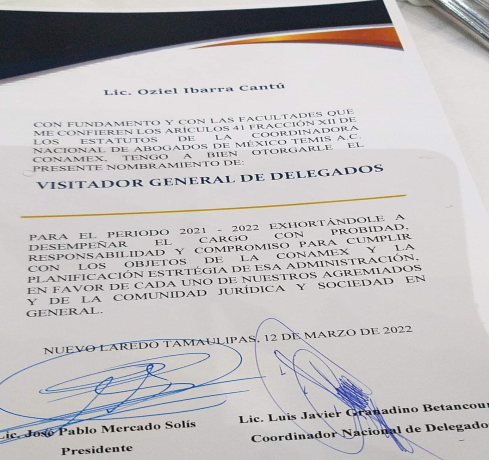 Lic. Oziel Ibarra Cantú
CON FUNDAMENTO Y CON LAS FACULTADES QUE
ME CONFIEREN LOS ARÍCULOS 41 FRACCIÓN XII DE
LOS ESTATUTOS DE LA COORDINADORA
NACIONAL DE ABOGADOS DE MÉXICO TEMIS A.C.
CONAMEX, TENGO A BIEN OTORGARLE EL
PRESENTE NOMBRAMIENTO DE:
VISITADOR GENERAL DE DELEGADOS
PARA EL PERIODO 2021 - 2022 EXHORTÁNDOLE A
DESEMPEÑAR EL CARGO CON PROBIDAD,
RESPONSABILIDAD Y COMPROMISO PARA CUMPLIR
CON LOS OBJETOS DE LA CONAMEX Y LA
PLANIFICACIÓN ESTRTÉGIA DE ESA ADMINISTRACIÓN,
EN FAVOR DE CADA UNO DE NUESTROS AGREMIADOS
Y DE LA COMUNIDAD JURÍDICA Y SOCIEDAD EN
GENERAL.
NUEVO LAREDO TAMAULIPAS, 12 DE MARZO DE 2022
Lic. José Pablo Mercado Solís
Presidente
Lic. Luis Javier Granadino Betancour
Coordinador Nacional de Delegado